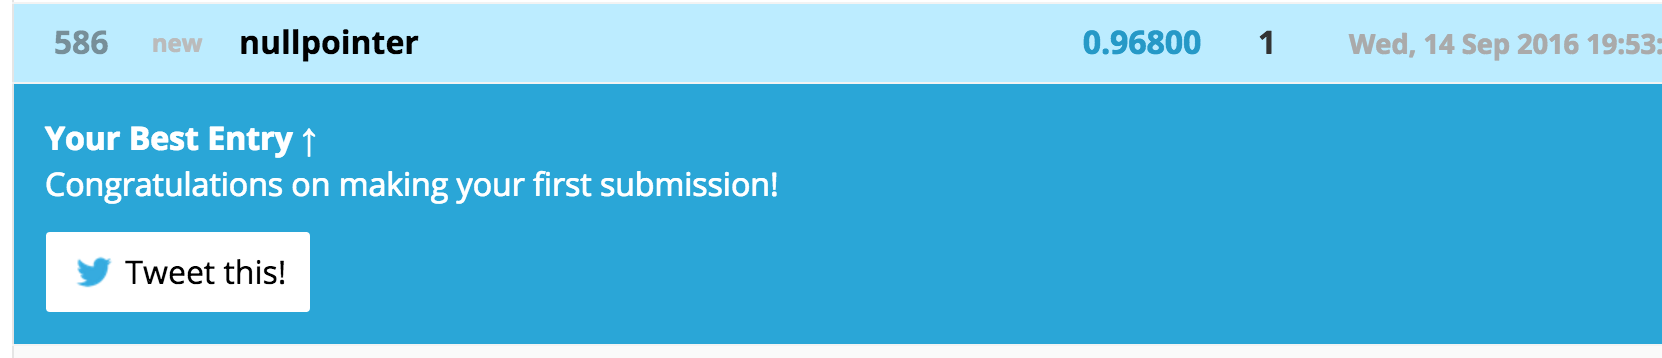 586 new nullpointer 0.96800 1 Wed, 14 Sep 2016 19:53:
Your Best Entry ↑
Congratulations on making your first submission!
Tweet this!